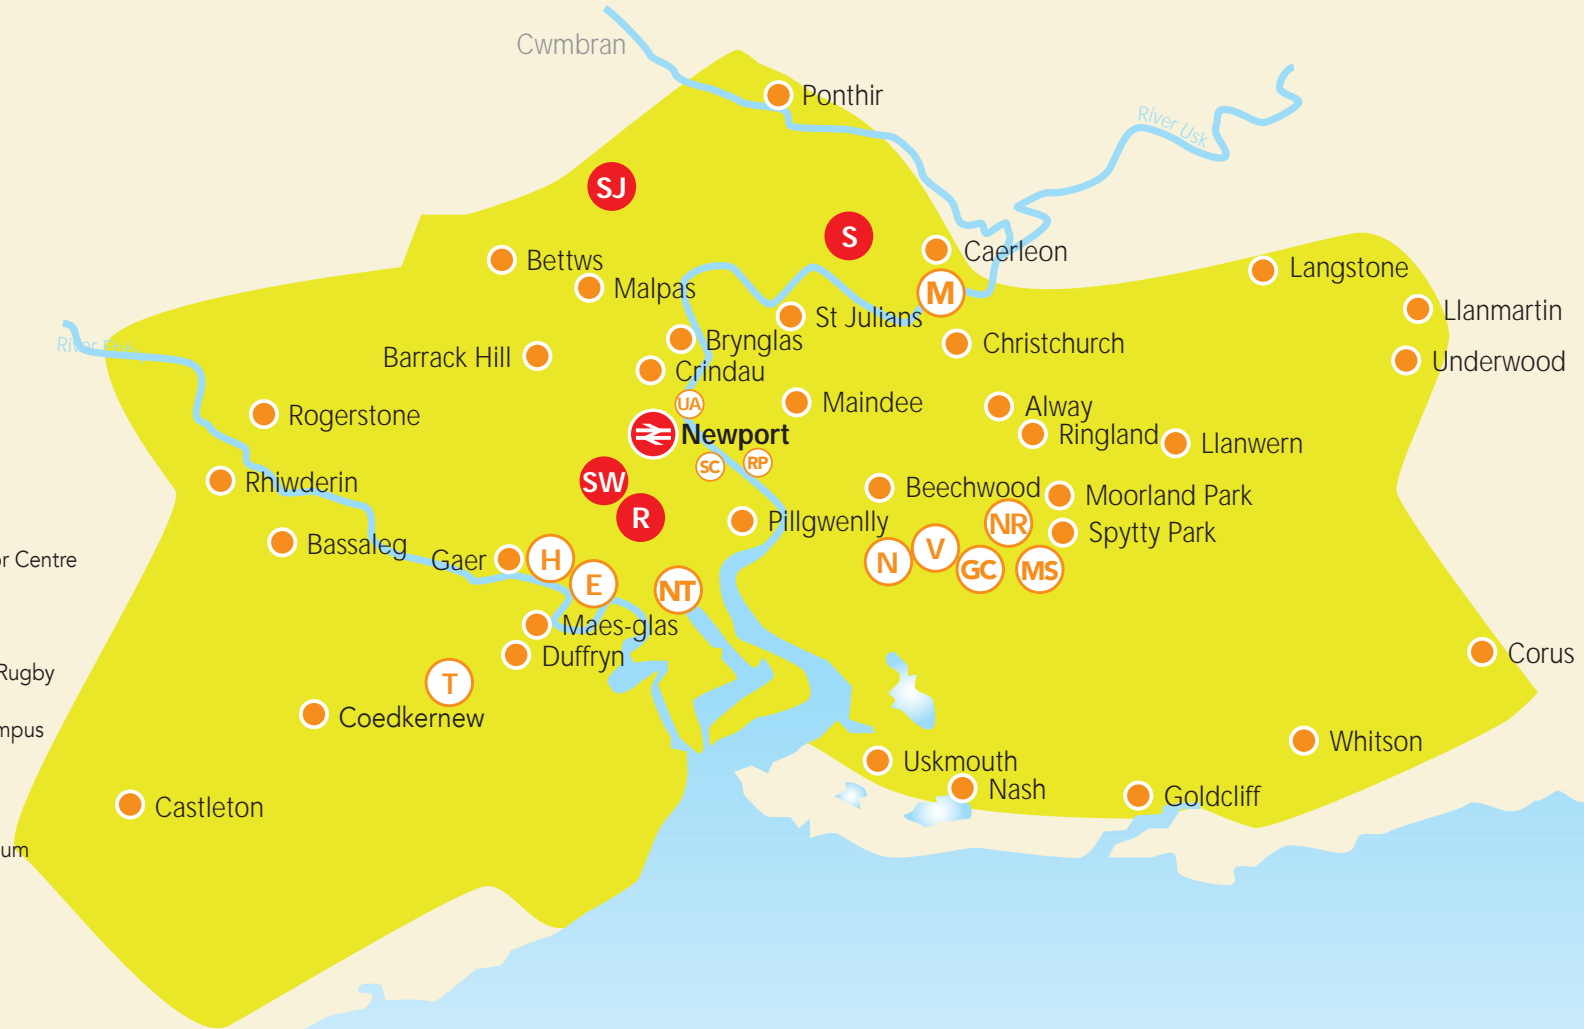 Cwmbran
Ponthir
River Usk
SJ
S
Caerleon
Bettws
Langstone
Malpas
M
Llanmartin
St Julians
Brynglas
Christchurch
River
Barrack Hill
Underwood
Crindau
UA
Maindee
Alway
Rogerstone
Newport
Ringland
Llanwern
SC
RP
Rhiwderin
SW
Beechwood
Moorland Park
R
Pillgwenlly
NR
Spytty Park
Bassaleg
Gaer
H
N
V
GC
MS
or Centre
E
NT
Maes-glas
Duffryn
Corus
Rugby
T
Coedkernew
mpus
Whitson
Uskmouth
Nash
Goldcliff
Castleton
um